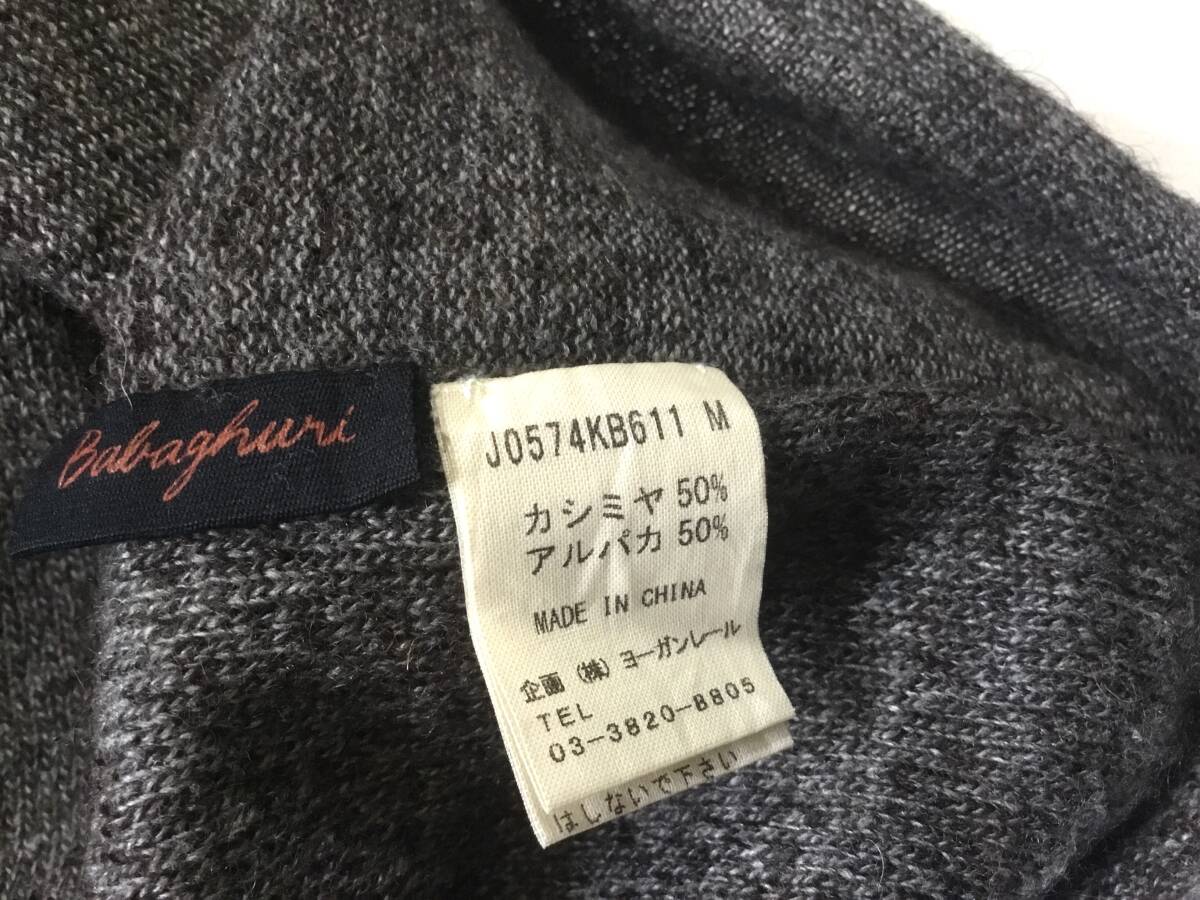 Babaghuri
J0574KB611 M
カシミヤ 50%
アルパカ 50%
MADE IN CHINA
企画 (株) ヨーガンレール
TEL
03-3820-8805
はしないで下さい